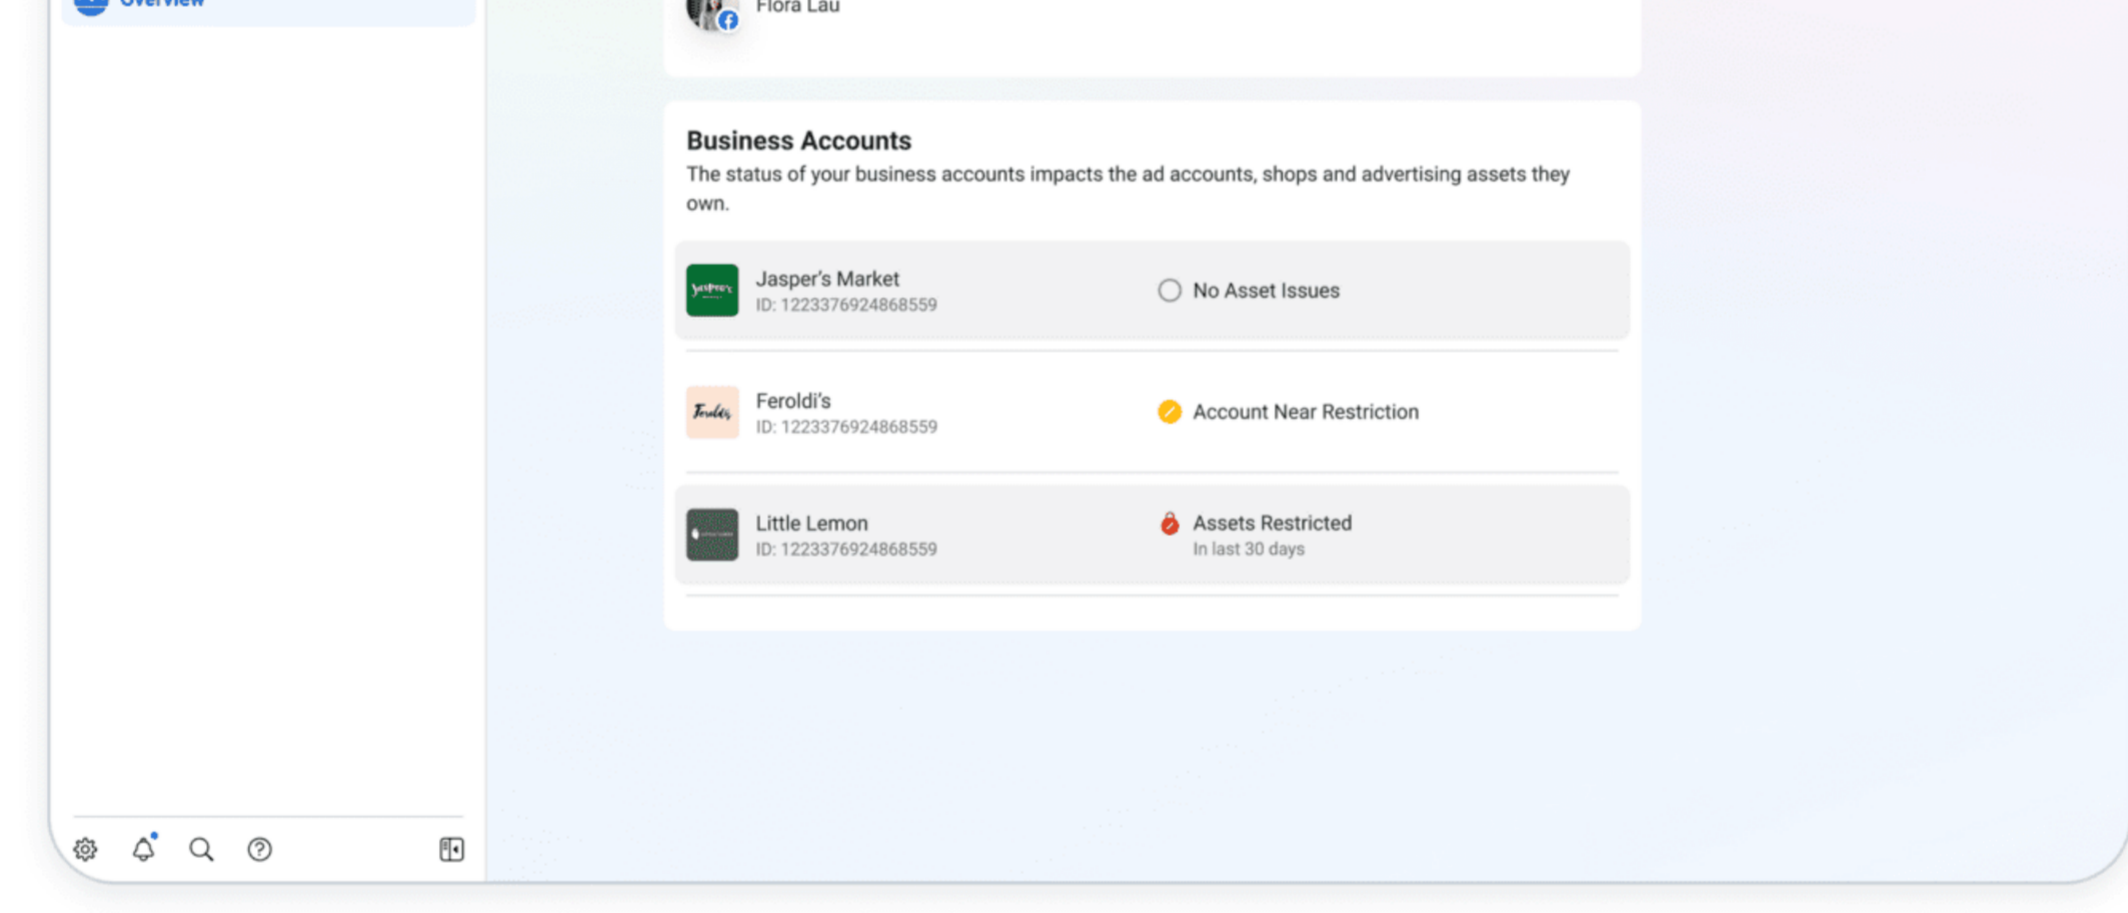 Overview
Flora Lau
Business Accounts
The status of your business accounts impacts the ad accounts, shops and advertising assets they
own.
Jasper's
Jasper’s Market
ID: 1223376924868559
No Asset Issues
Feroldi's
Feroldi’s
ID: 1223376924868559
Account Near Restriction
Little Lemon
ID: 1223376924868559
Assets Restricted
In last 30 days